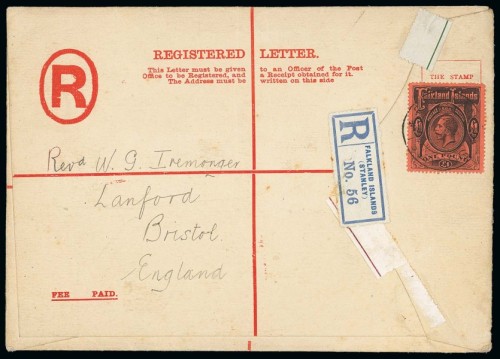 REGISTERED LETTER.
This Letter must be given to an Officer of the Post
Office to be Registered, and a Receipt obtained for it.
The Address must be written on this side
THE STAMP
R
Falkland Islands
ONE POUND
R
FALKLAND ISLANDS
(STANLEY)
No. 56
Revd W. G. Iremonger
Lanford
Bristol
England
FEE PAID.